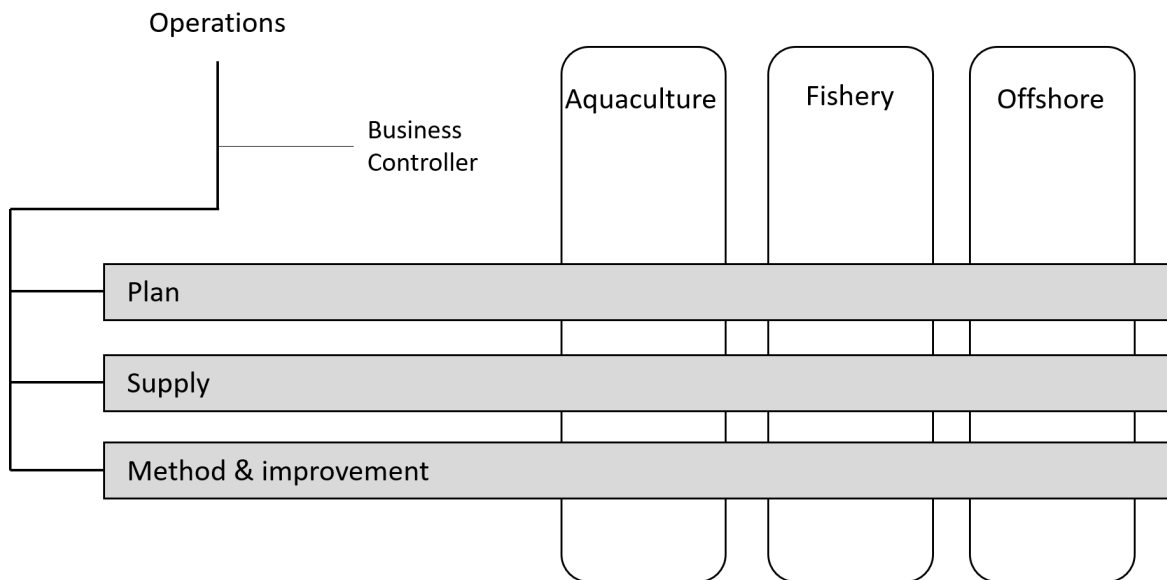 Operations
Business
Controller
Aquaculture
Fishery
Offshore
Plan
Supply
Method & improvement